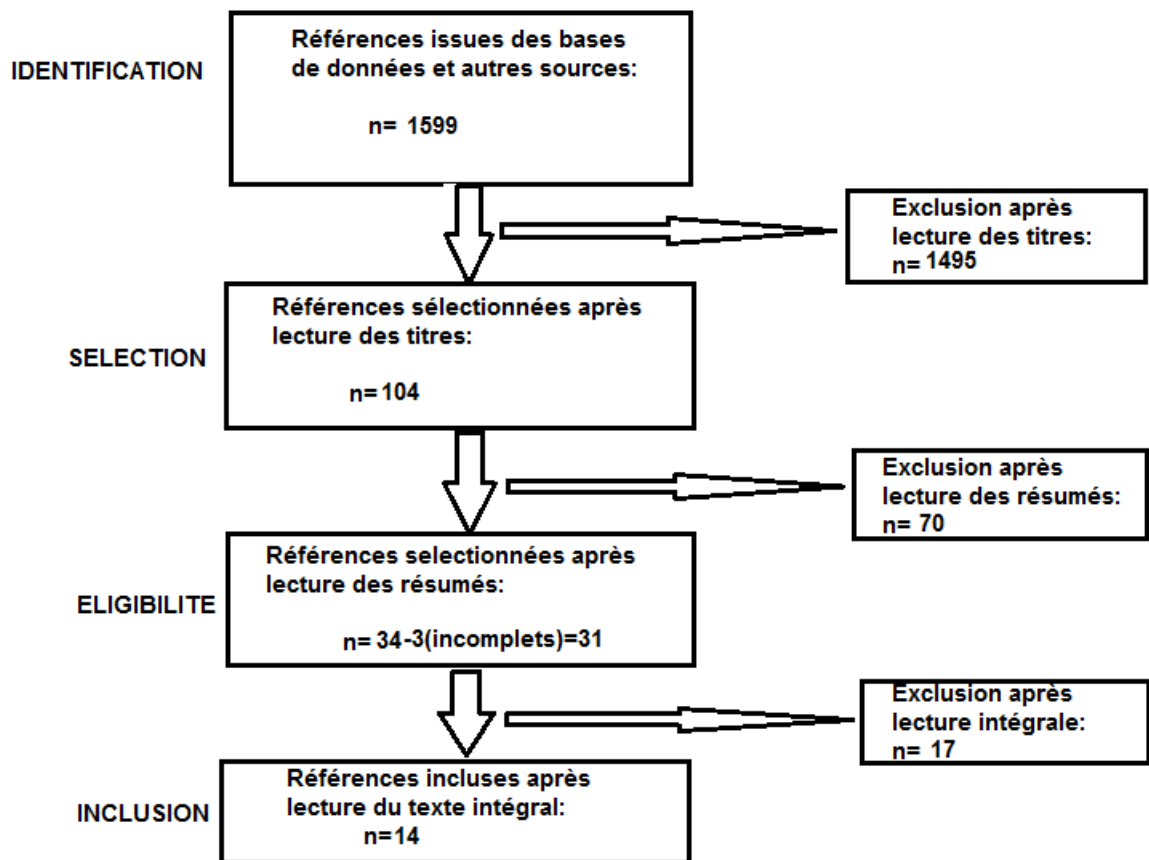 IDENTIFICATION
Références issues des bases
de données et autres sources:
n= 1599
Exclusion après
lecture des titres:
n= 1495
SELECTION
Références sélectionnées après
lecture des titres:
n= 104
Exclusion après
lecture des résumés:
n= 70
ELIGIBILITE
Références selectionnées après
lecture des résumés:
n= 34-3(incomplets)=31
Exclusion après
lecture intégrale:
n= 17
INCLUSION
Références incluses après
lecture du texte intégral:
n=14